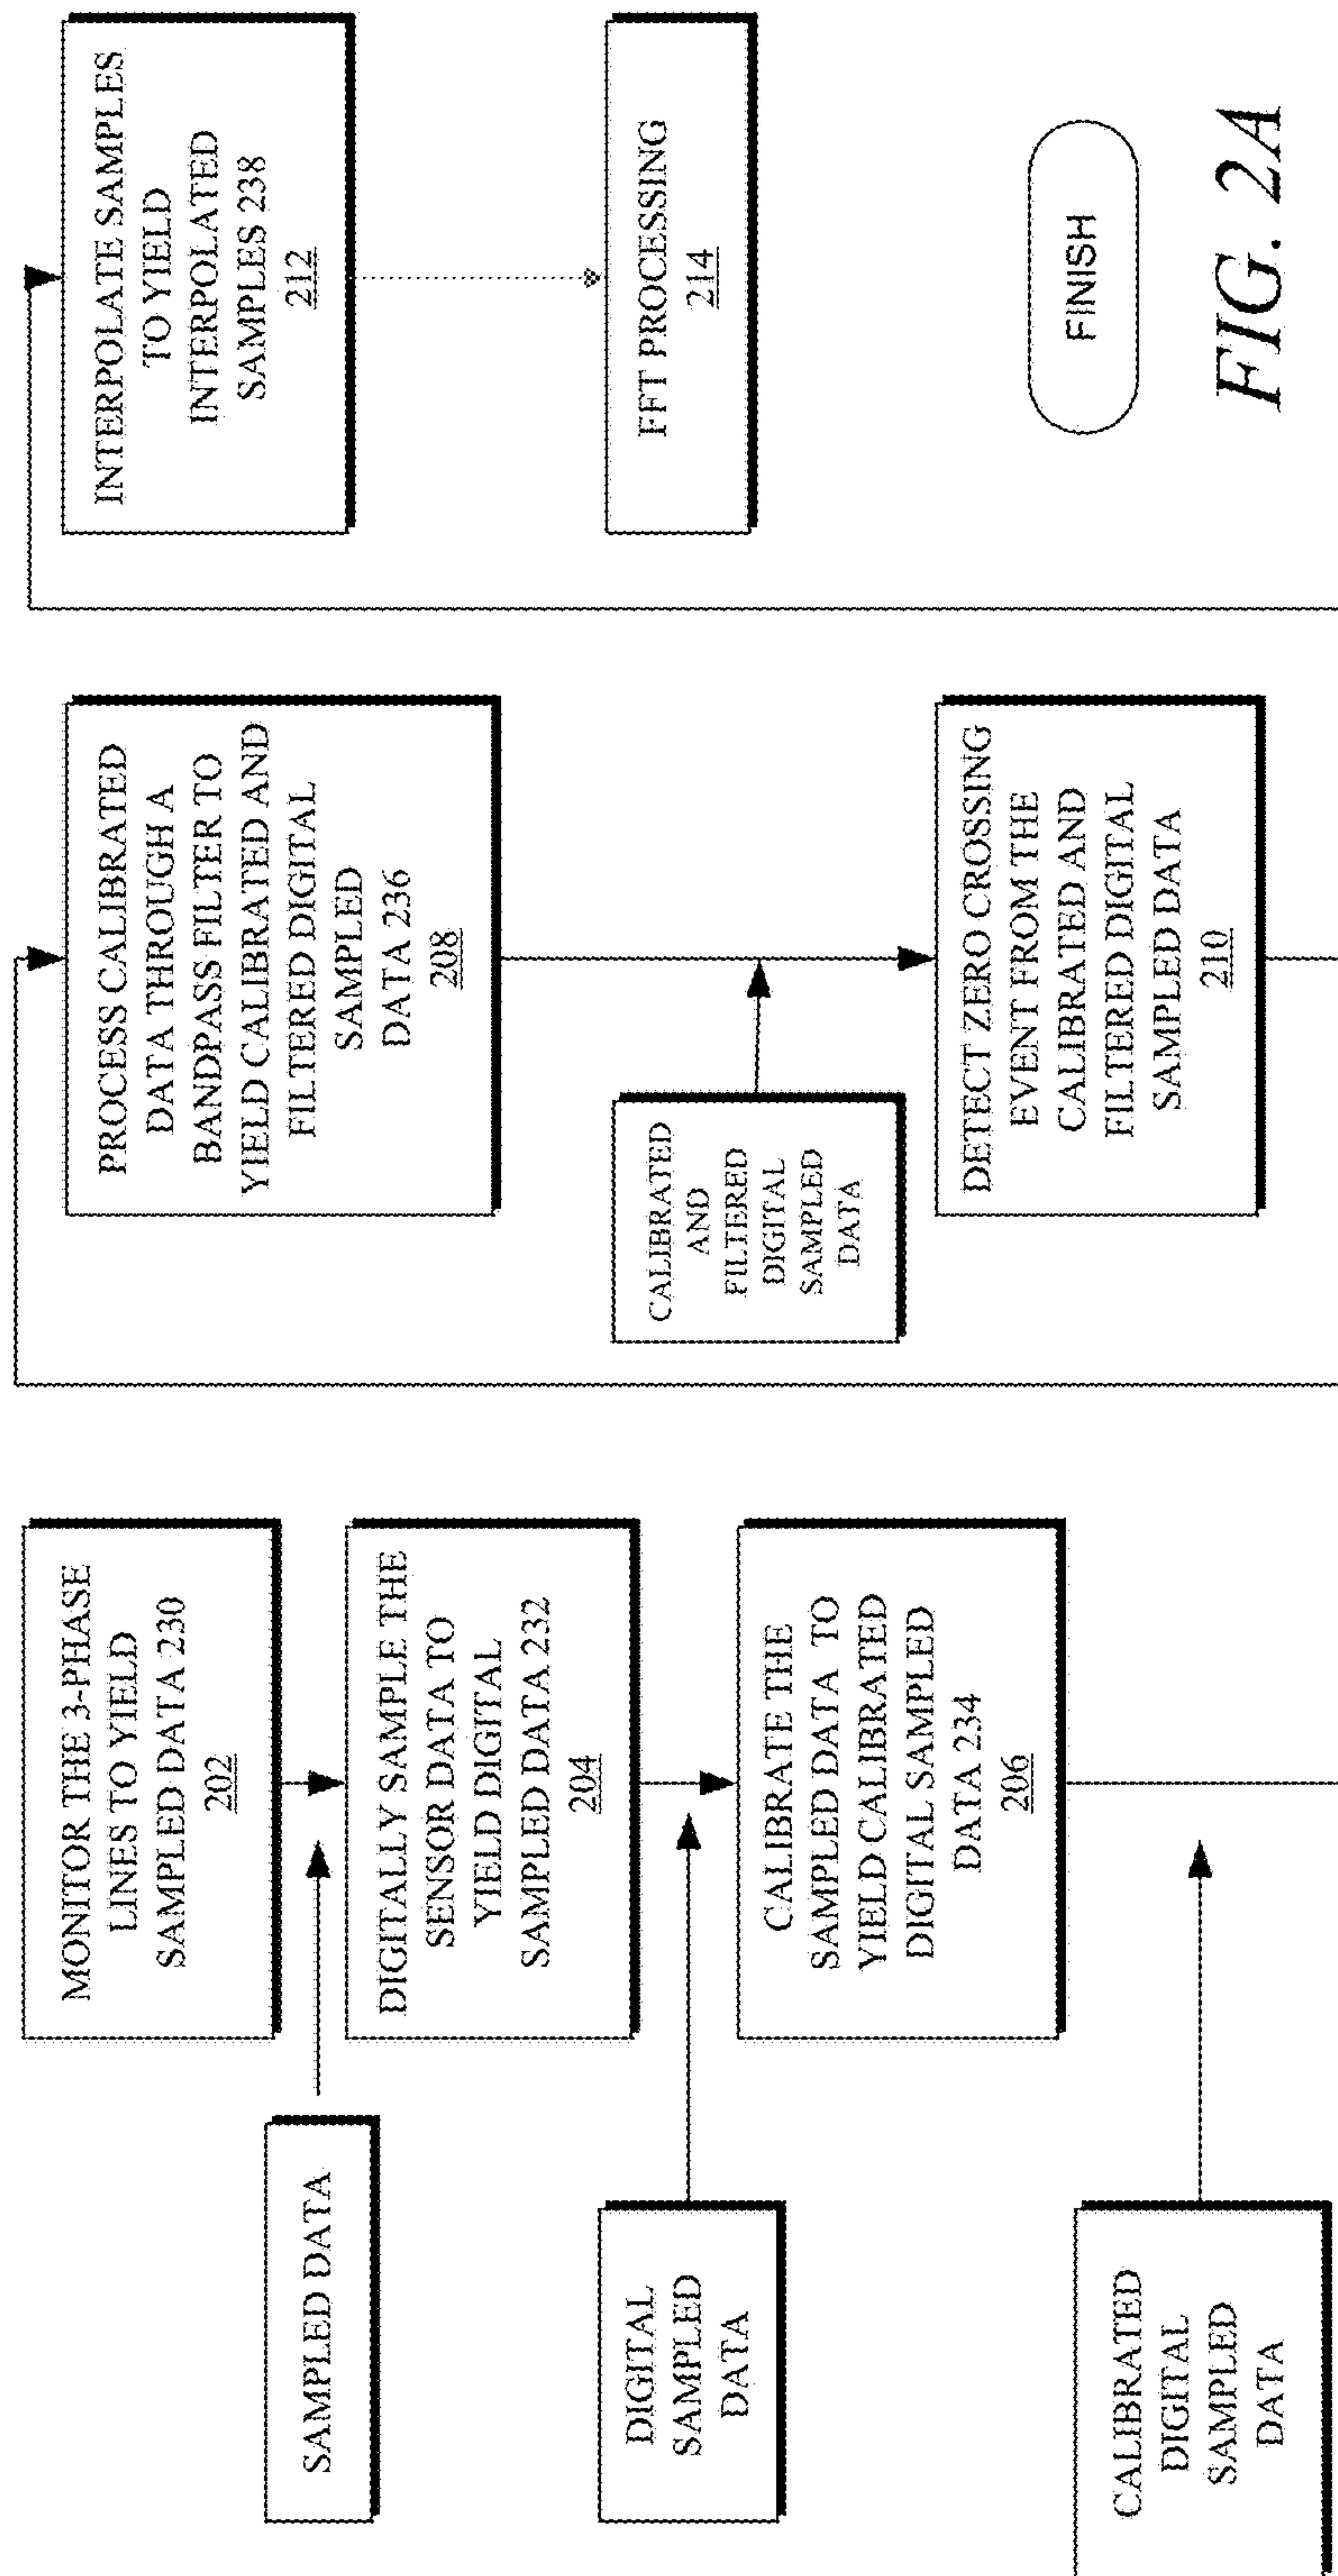 MONITOR THE 3-PHASE
LINES TO YIELD
SAMPLED DATA 230
202
SAMPLED DATA
DIGITALLY SAMPLE THE
SENSOR DATA TO
YIELD DIGITAL
SAMPLED DATA 232
204
DIGITAL
SAMPLED
DATA
CALIBRATE THE
SAMPLED DATA TO
YIELD CALIBRATED
DIGITAL SAMPLED
DATA 234
206
CALIBRATED
DIGITAL
SAMPLED
DATA
PROCESS CALIBRATED
DATA THROUGH A
BANDPASS FILTER TO
YIELD CALIBRATED AND
FILTERED DIGITAL
SAMPLED
DATA 236
208
CALIBRATED
AND
FILTERED
DIGITAL
SAMPLED
DATA
DETECT ZERO CROSSING
EVENT FROM THE
CALIBRATED AND
FILTERED DIGITAL
SAMPLED DATA
210
INTERPOLATE SAMPLES
TO YIELD
INTERPOLATED
SAMPLES 238
212
FFT PROCESSING
214
FINISH
FIG. 2A